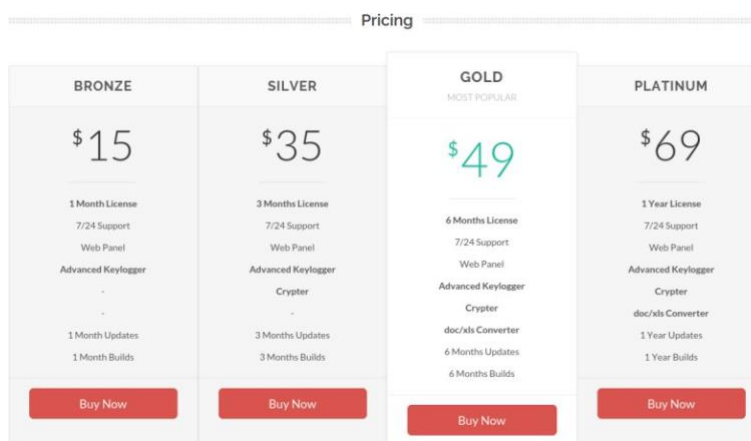 Pricing
BRONZE
$15
1 Month License
7/24 Support
Web Panel
Advanced Keylogger
-
-
1 Month Updates
1 Month Builds
Buy Now
SILVER
$35
3 Months License
7/24 Support
Web Panel
Advanced Keylogger
Crypter
-
3 Months Updates
3 Months Builds
Buy Now
GOLD
MOST POPULAR
$49
6 Months License
7/24 Support
Web Panel
Advanced Keylogger
Crypter
doc/xls Converter
6 Months Updates
6 Months Builds
Buy Now
PLATINUM
$69
1 Year License
7/24 Support
Web Panel
Advanced Keylogger
Crypter
doc/xls Converter
1 Year Updates
1 Year Builds
Buy Now